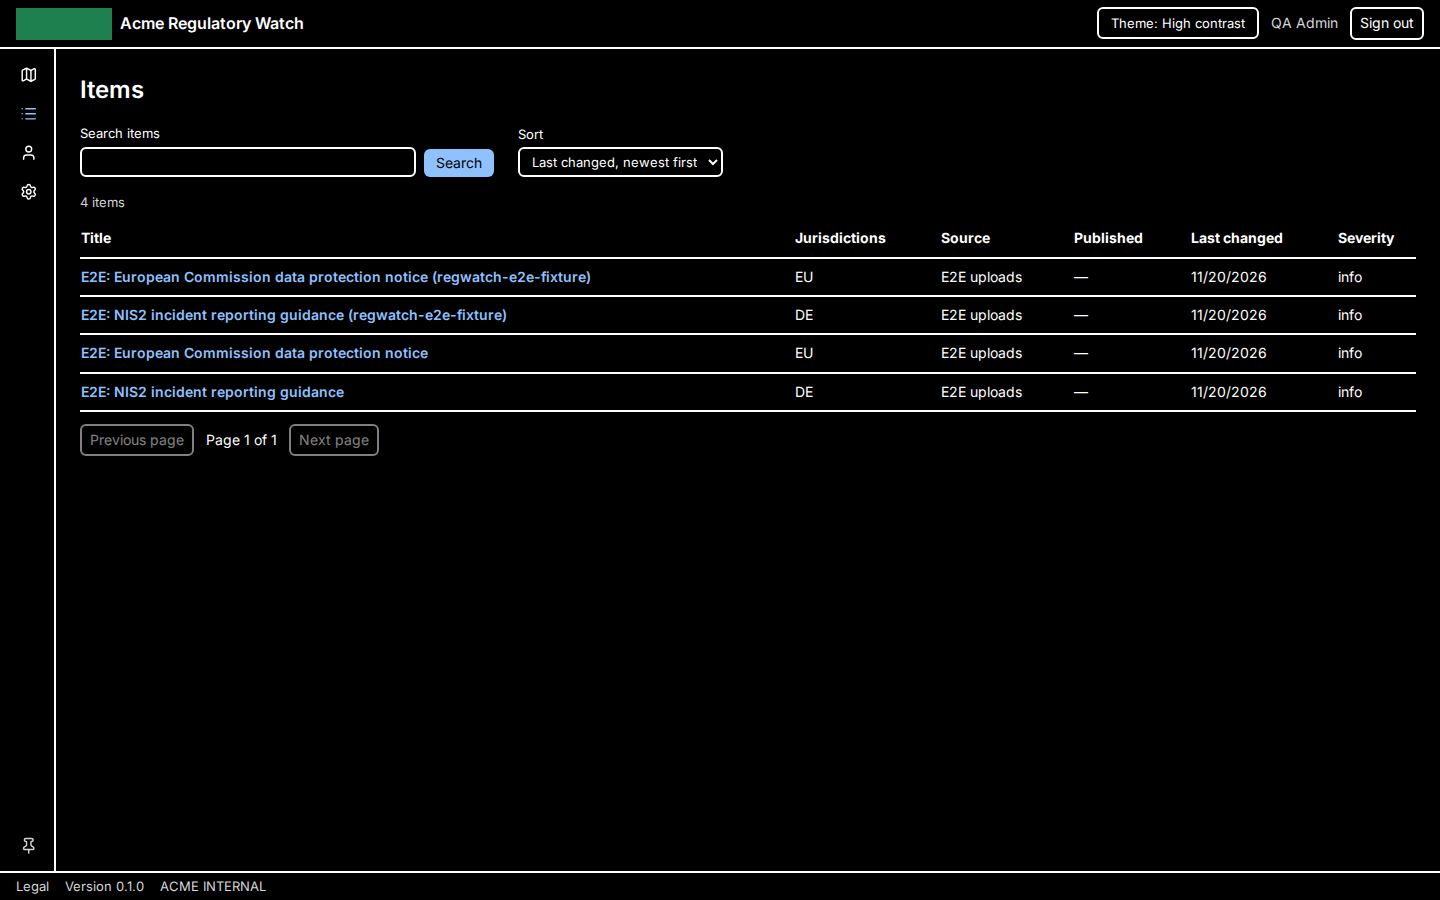 Acme Regulatory Watch
Theme: High contrast QA Admin Sign out
Items
Search items
Search
Sort
Last changed, newest first
4 items
Title Jurisdictions Source Published Last changed Severity
E2E: European Commission data protection notice (regwatch-e2e-fixture) EU E2E uploads — 11/20/2026 info
E2E: NIS2 incident reporting guidance (regwatch-e2e-fixture) DE E2E uploads — 11/20/2026 info
E2E: European Commission data protection notice EU E2E uploads — 11/20/2026 info
E2E: NIS2 incident reporting guidance DE E2E uploads — 11/20/2026 info
Previous page Page 1 of 1 Next page
Legal Version 0.1.0 ACME INTERNAL